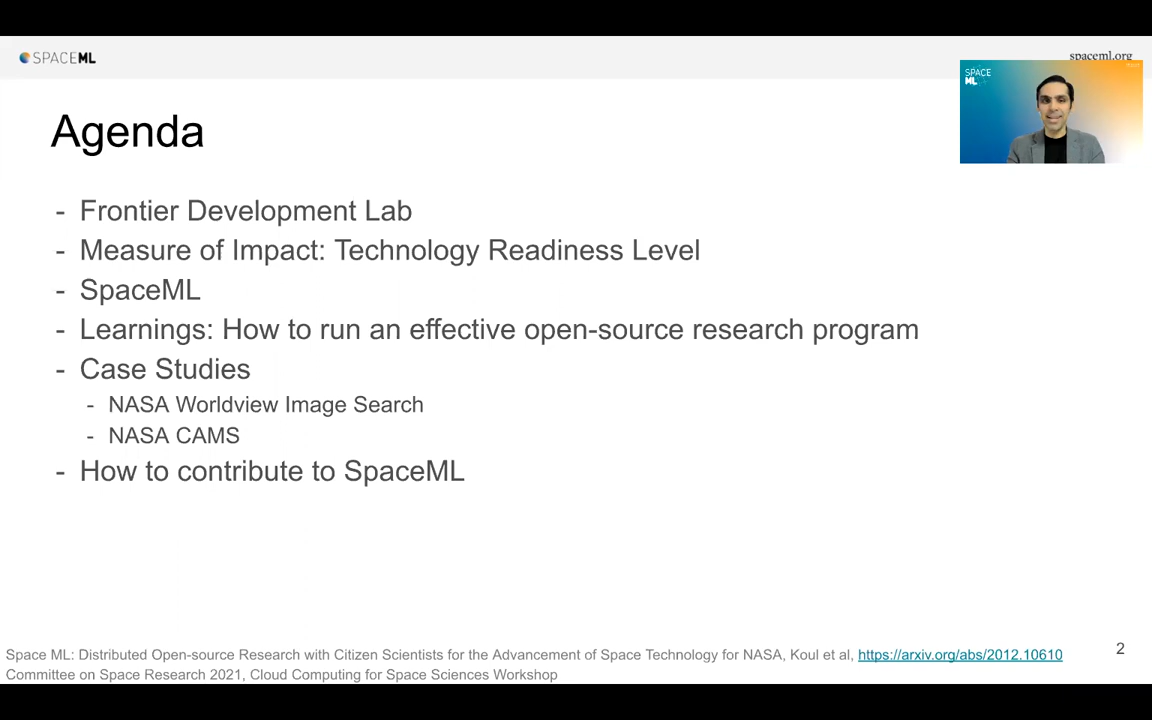 SPACEML
spaceml.org
SPACE
ML
Agenda
- Frontier Development Lab
- Measure of Impact: Technology Readiness Level
- SpaceML
- Learnings: How to run an effective open-source research program
- Case Studies
- NASA Worldview Image Search
- NASA CAMS
- How to contribute to SpaceML
Space ML: Distributed Open-source Research with Citizen Scientists for the Advancement of Space Technology for NASA, Koul et al, https://arxiv.org/abs/2012.10610
Committee on Space Research 2021, Cloud Computing for Space Sciences Workshop
2